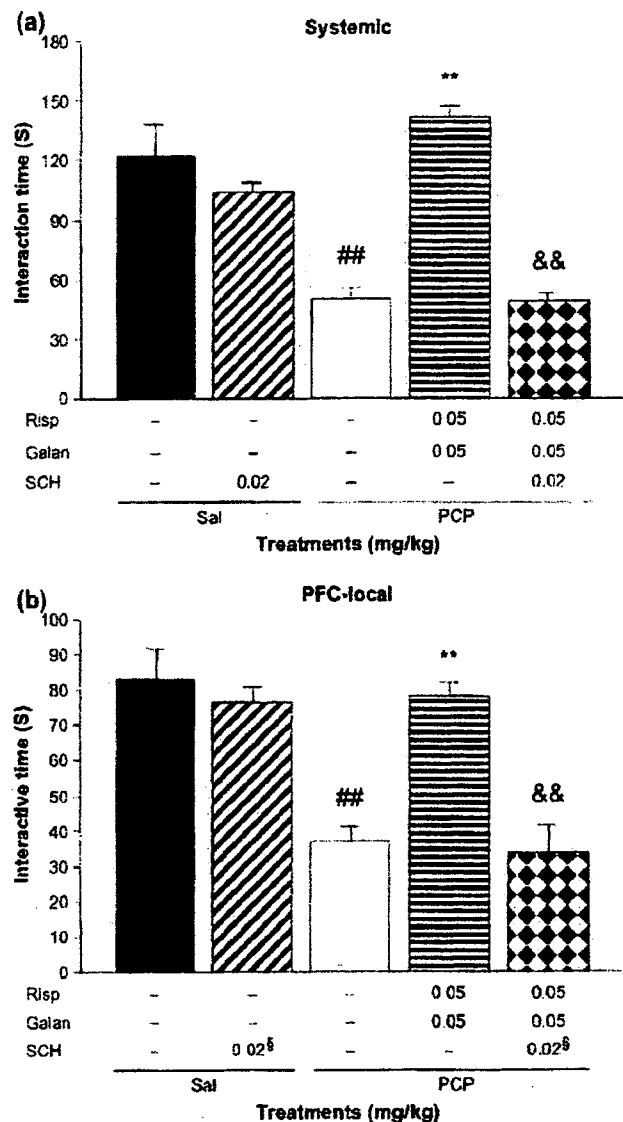 (a)
Systemic
180
**
150
120
Interaction time (S)
90
##
&&
60
30
0
Risp – – – 0 05 0.05
Galan – – – 0 05 0.05
SCH – 0.02 – – 0.02
Sal PCP
Treatments (mg/kg)
(b)
PFC-local
100
90
**
80
70
60
Interactive time (S)
50
##
&&
40
30
20
10
0
Risp – – – 0 05 0.05
Galan – – – 0 05 0.05
SCH – 0 02§ – – 0.02§
Sal PCP
Treatments (mg/kg)